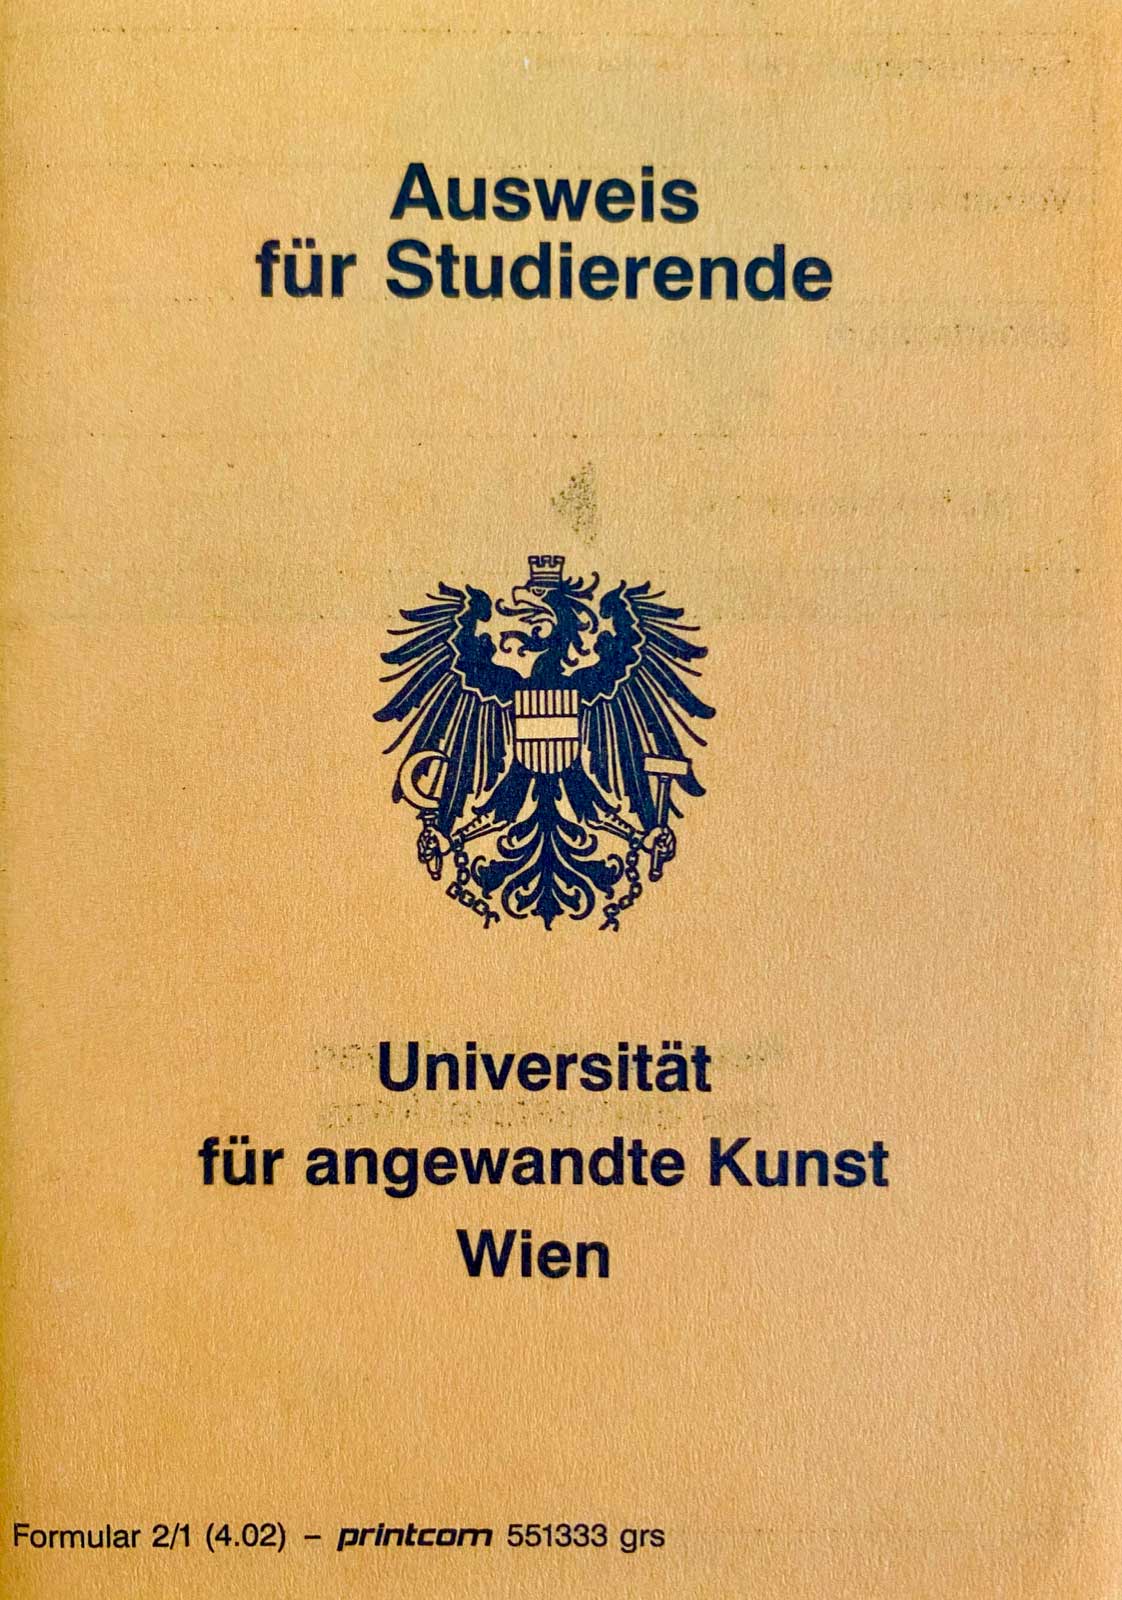 Ausweis
für Studierende
Universität
für angewandte Kunst
Wien
Formular 2/1 (4.02) – printcom 551333 grs